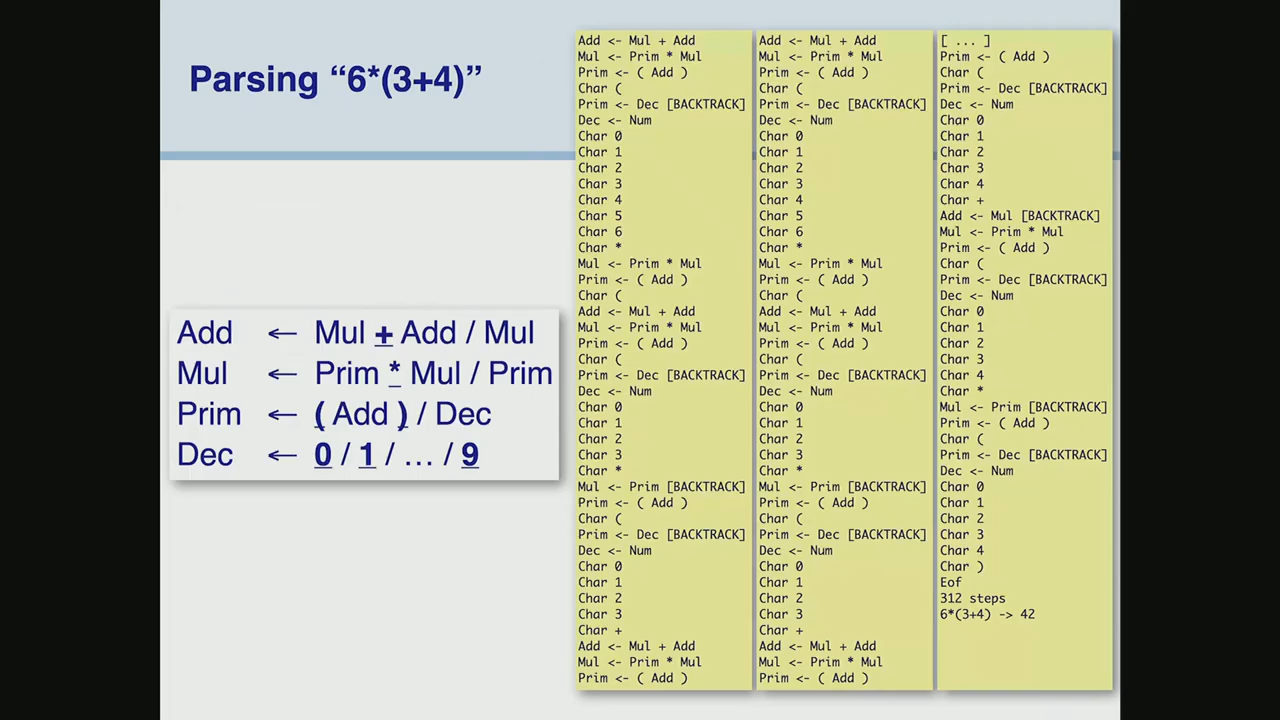 Parsing “6*(3+4)”
Add ← Mul + Add / Mul
Mul ← Prim * Mul / Prim
Prim ← ( Add ) / Dec
Dec ← 0 / 1 / … / 9
Add <- Mul + Add
Mul <- Prim * Mul
Prim <- ( Add )
Char (
Prim <- Dec [BACKTRACK]
Dec <- Num
Char 0
Char 1
Char 2
Char 3
Char 4
Char 5
Char 6
Char *
Mul <- Prim * Mul
Prim <- ( Add )
Char (
Add <- Mul + Add
Mul <- Prim * Mul
Prim <- ( Add )
Char (
Prim <- Dec [BACKTRACK]
Dec <- Num
Char 0
Char 1
Char 2
Char 3
Char *
Mul <- Prim [BACKTRACK]
Prim <- ( Add )
Char (
Prim <- Dec [BACKTRACK]
Dec <- Num
Char 0
Char 1
Char 2
Char 3
Char +
Add <- Mul + Add
Mul <- Prim * Mul
Prim <- ( Add )
Add <- Mul + Add
Mul <- Prim * Mul
Prim <- ( Add )
Char (
Prim <- Dec [BACKTRACK]
Dec <- Num
Char 0
Char 1
Char 2
Char 3
Char 4
Char 5
Char 6
Char *
Mul <- Prim * Mul
Prim <- ( Add )
Char (
Add <- Mul + Add
Mul <- Prim * Mul
Prim <- ( Add )
Char (
Prim <- Dec [BACKTRACK]
Dec <- Num
Char 0
Char 1
Char 2
Char 3
Char *
Mul <- Prim [BACKTRACK]
Prim <- ( Add )
Char (
Prim <- Dec [BACKTRACK]
Dec <- Num
Char 0
Char 1
Char 2
Char 3
Char +
Add <- Mul + Add
Mul <- Prim * Mul
Prim <- ( Add )
[ ... ]
Prim <- ( Add )
Char (
Prim <- Dec [BACKTRACK]
Dec <- Num
Char 0
Char 1
Char 2
Char 3
Char 4
Char +
Add <- Mul [BACKTRACK]
Mul <- Prim * Mul
Prim <- ( Add )
Char (
Prim <- Dec [BACKTRACK]
Dec <- Num
Char 0
Char 1
Char 2
Char 3
Char 4
Char *
Mul <- Prim [BACKTRACK]
Prim <- ( Add )
Char (
Prim <- Dec [BACKTRACK]
Dec <- Num
Char 0
Char 1
Char 2
Char 3
Char 4
Char )
Eof
312 steps
6*(3+4) -> 42